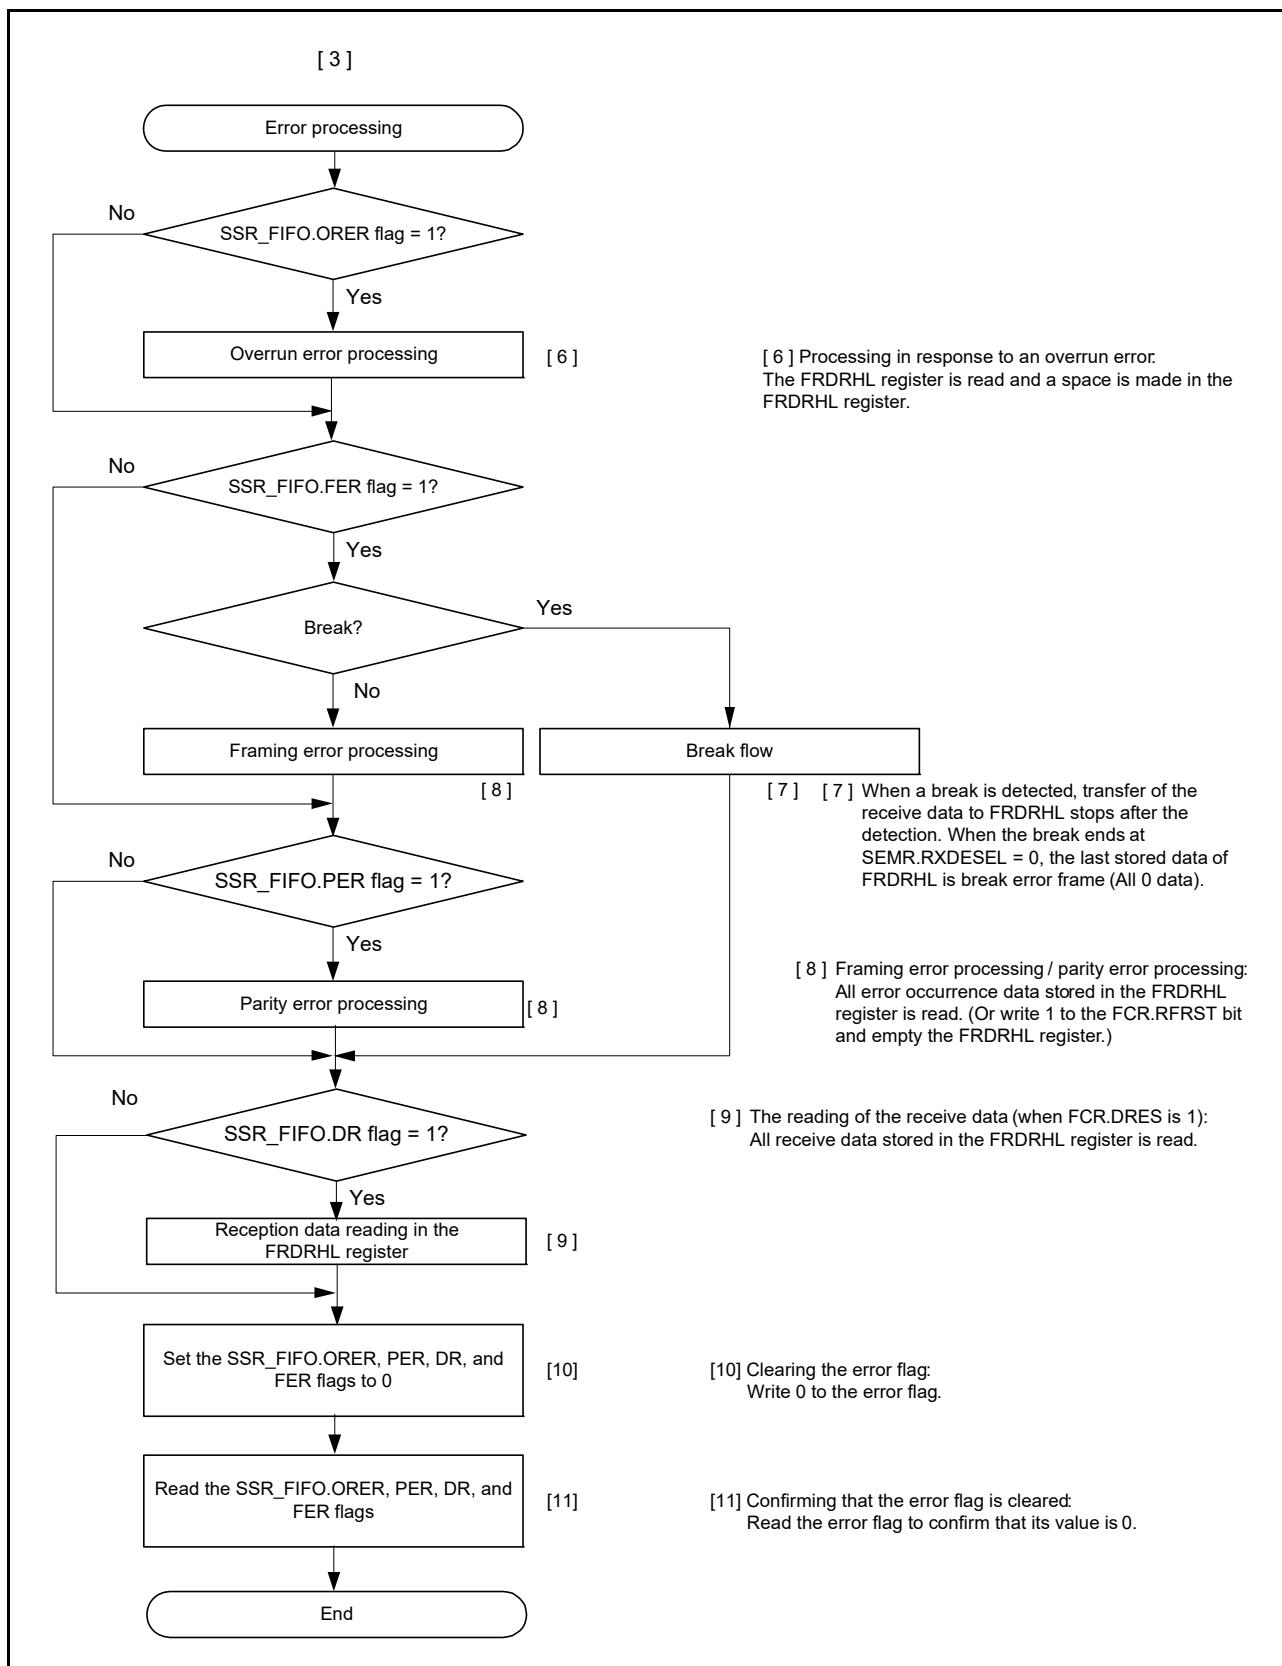 [ 3 ]
Error processing
No
SSR_FIFO.ORER flag = 1?
Yes
Overrun error processing
[ 6 ]
[ 6 ] Processing in response to an overrun error:
The FRDRHL register is read and a space is made in the
FRDRHL register.
No
SSR_FIFO.FER flag = 1?
Yes
Break?
Yes
No
Framing error processing
[ 8 ]
Break flow
[ 7 ]
[ 7 ] When a break is detected, transfer of the
receive data to FRDRHL stops after the
detection. When the break ends at
SEMR.RXDESEL = 0, the last stored data of
FRDRHL is break error frame (All 0 data).
No
SSR_FIFO.PER flag = 1?
Yes
Parity error processing
[ 8 ]
[ 8 ] Framing error processing / parity error processing:
All error occurrence data stored in the FRDRHL
register is read. (Or write 1 to the FCR.RFRST bit
and empty the FRDRHL register.)
No
SSR_FIFO.DR flag = 1?
Yes
[ 9 ] The reading of the receive data (when FCR.DRES is 1):
All receive data stored in the FRDRHL register is read.
Reception data reading in the
FRDRHL register
[ 9 ]
Set the SSR_FIFO.ORER, PER, DR, and
FER flags to 0
[10]
[10] Clearing the error flag:
Write 0 to the error flag.
Read the SSR_FIFO.ORER, PER, DR, and
FER flags
[11]
[11] Confirming that the error flag is cleared:
Read the error flag to confirm that its value is 0.
End